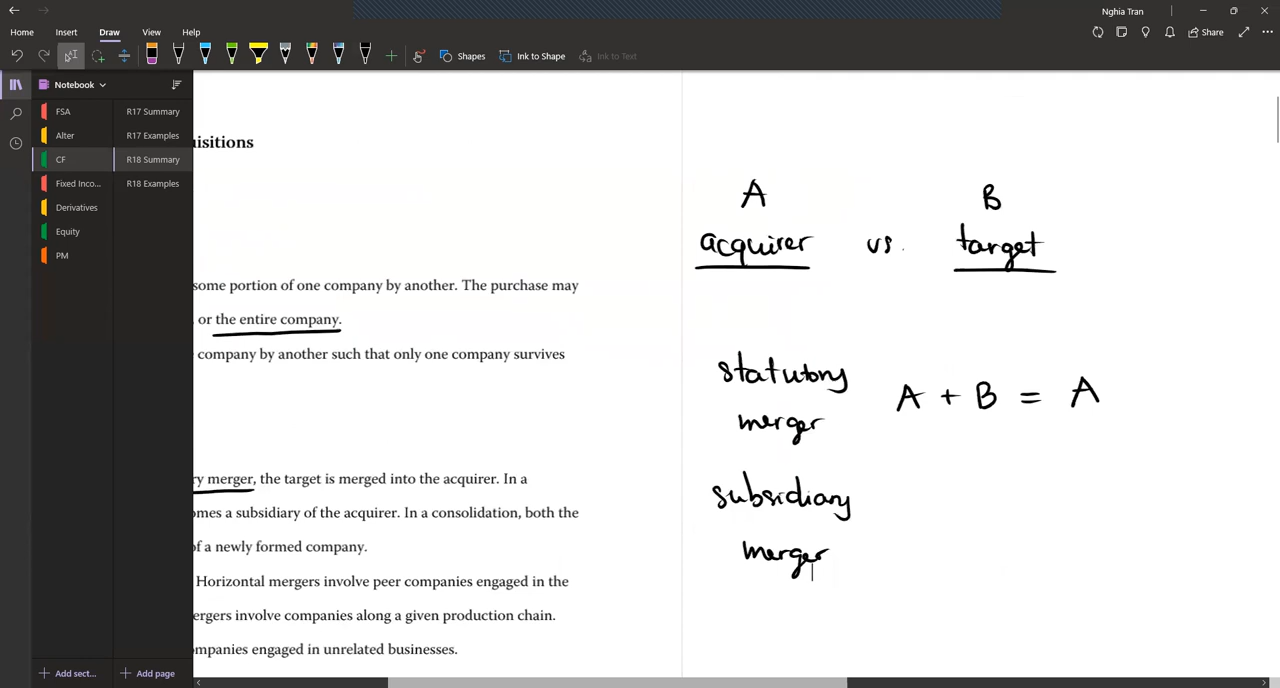 Nghia Tran
Home Insert Draw View Help
Share
Shapes Ink to Shape Ink to Text
Notebook
FSA
Alter
CF
Fixed Inco...
Derivatives
Equity
PM
R17 Summary
R17 Examples
R18 Summary
R18 Examples
Add sect... Add page
uisitions
some portion of one company by another. The purchase may
or the entire company.
company by another such that only one company survives
ry merger, the target is merged into the acquirer. In a
omes a subsidiary of the acquirer. In a consolidation, both the
of a newly formed company.
Horizontal mergers involve peer companies engaged in the
ergers involve companies along a given production chain.
ompanies engaged in unrelated businesses.
A B
acquirer vs. target
statutory
merger A + B = A
subsidiary
merger